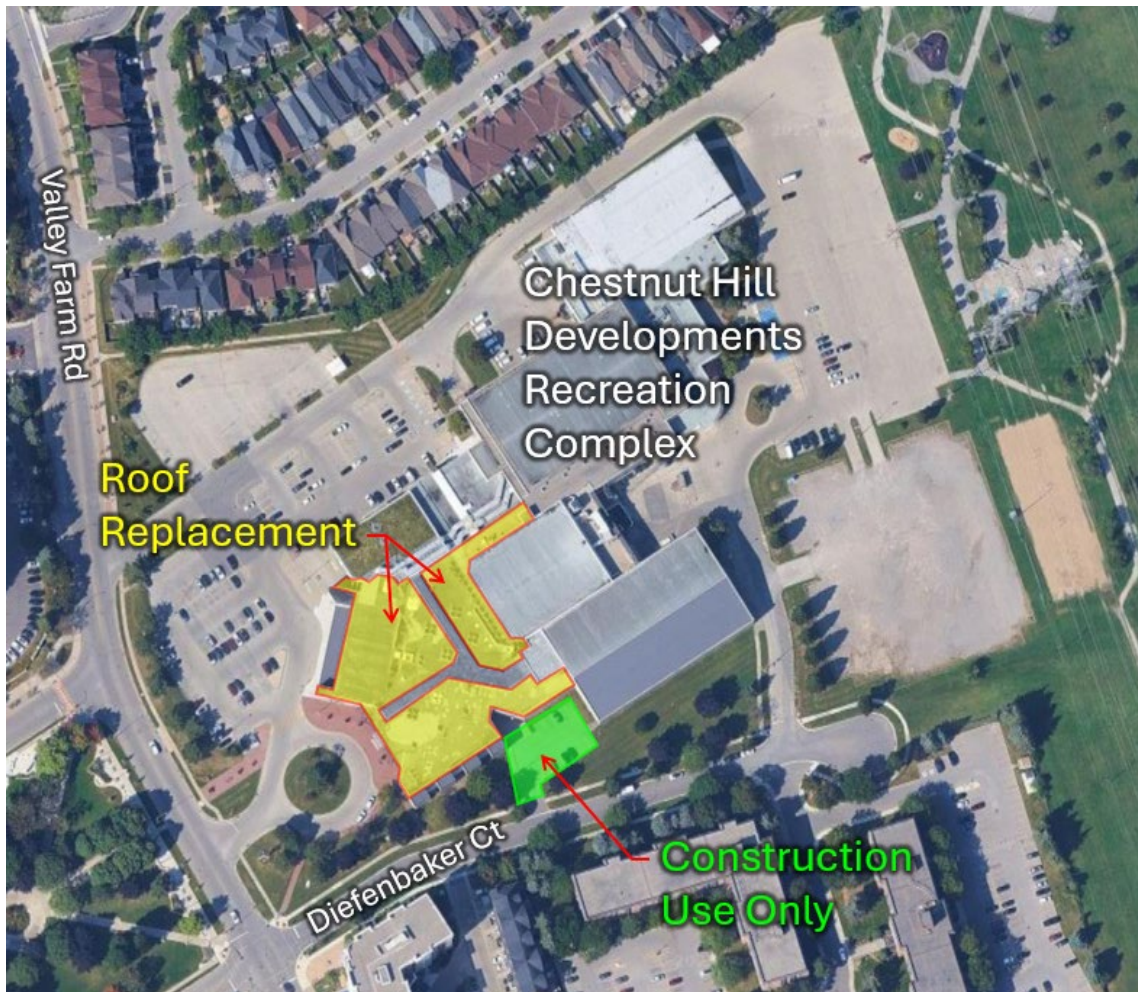 Valley Farm Rd
Chestnut Hill
Developments
Recreation
Complex
Roof
Replacement
Diefenbaker Ct
Construction
Use Only